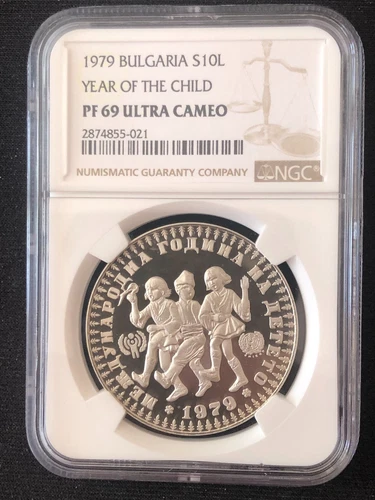 1979 BULGARIA S10L
YEAR OF THE CHILD
PF 69 ULTRA CAMEO
2874855-021
NUMISMATIC GUARANTY COMPANY
NGC
МЕЖДУНАРОДНА ГОДИНА НА ДЕТЕТО
1979